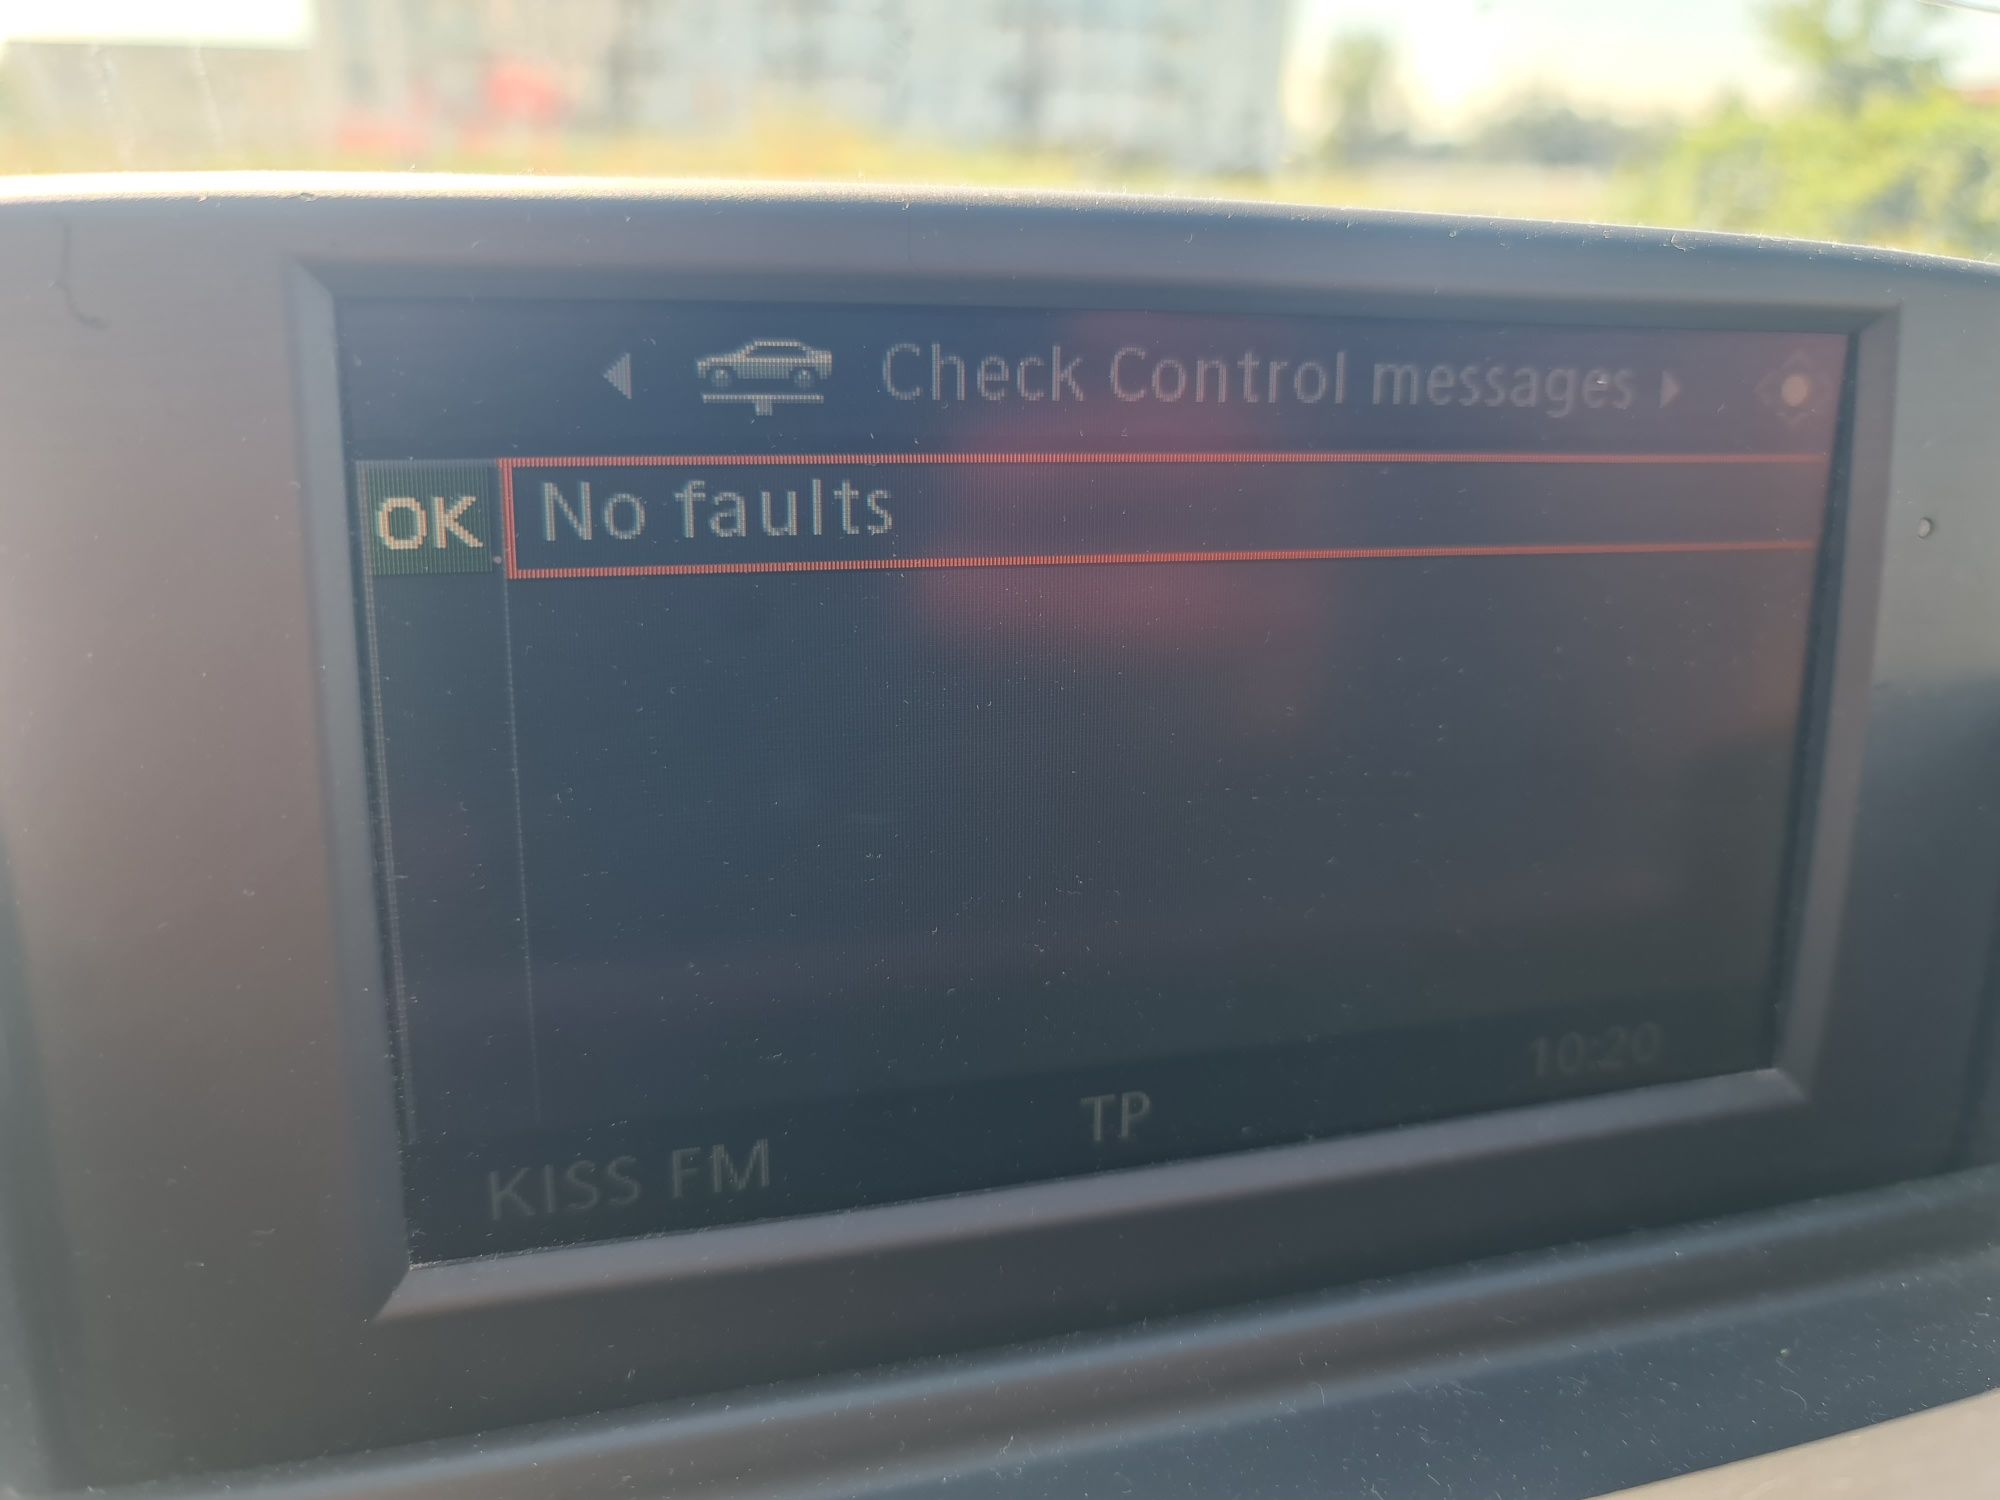 Check Control messages
OK No faults
KISS FM TP 10:20